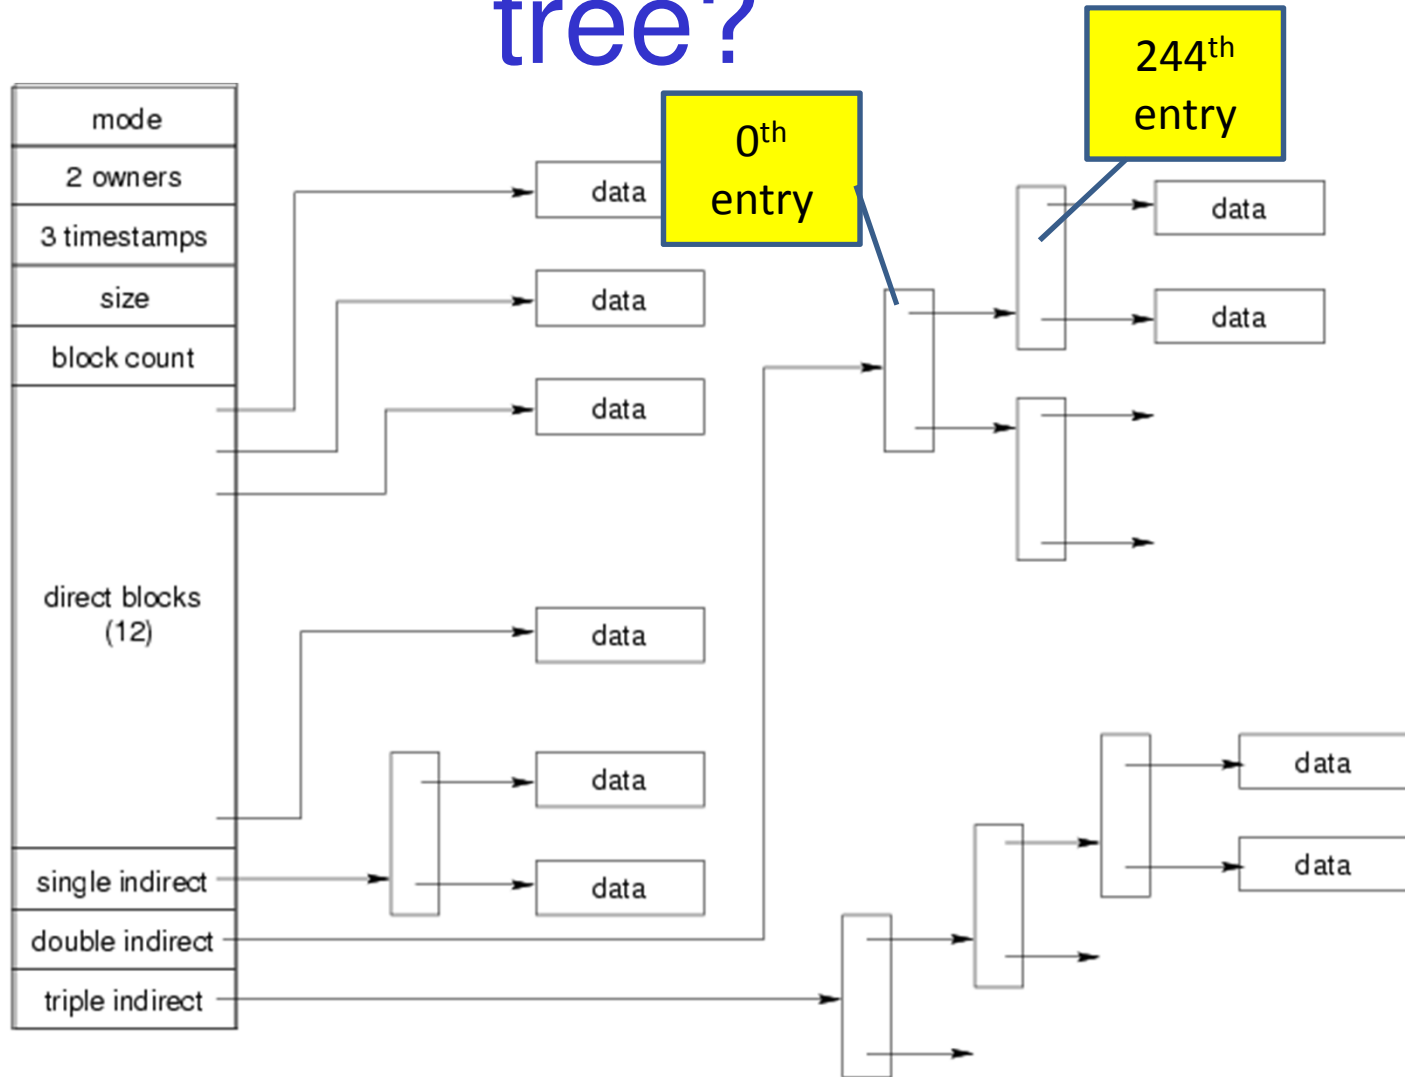 tree?
244th
entry
0th
entry
mode
2 owners
3 timestamps
size
block count
direct blocks
(12)
single indirect
double indirect
triple indirect
data
data
data
data
data
data
data
data
data
data